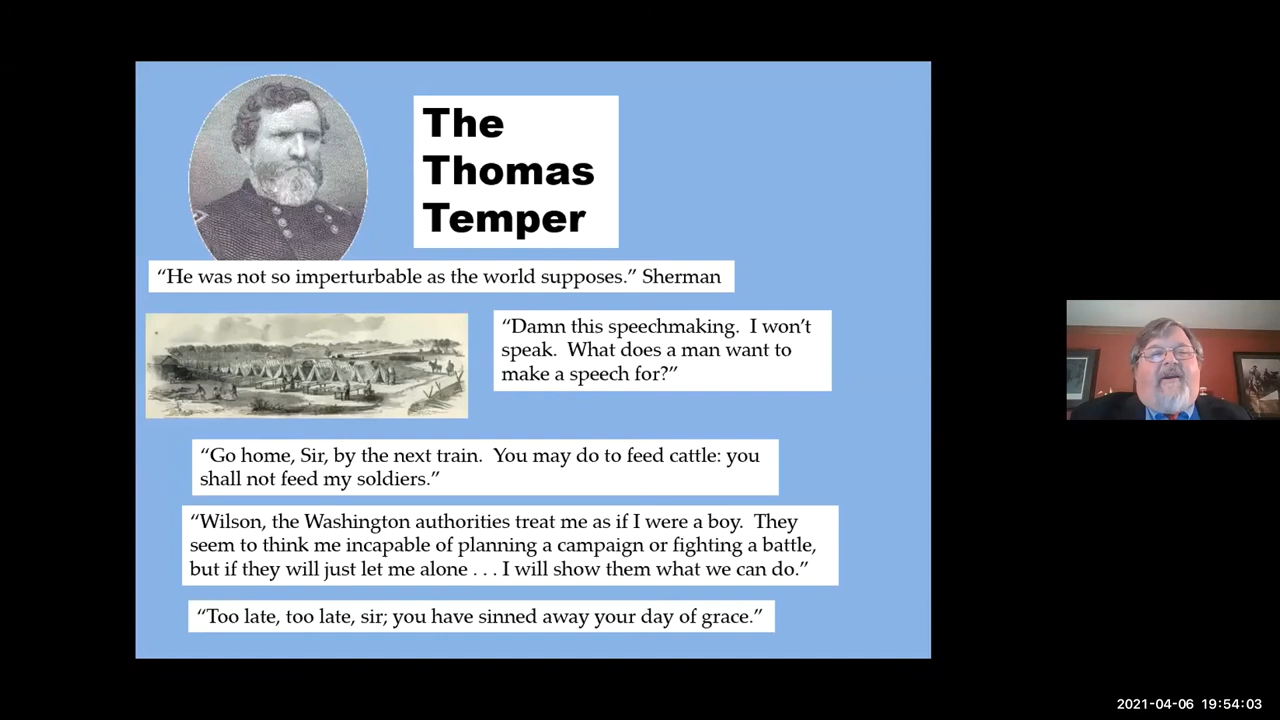 The
Thomas
Temper
“He was not so imperturbable as the world supposes.” Sherman
“Damn this speechmaking.  I won’t
speak.  What does a man want to
make a speech for?”
“Go home, Sir, by the next train.  You may do to feed cattle: you
shall not feed my soldiers.”
“Wilson, the Washington authorities treat me as if I were a boy.  They
seem to think me incapable of planning a campaign or fighting a battle,
but if they will just let me alone . . . I will show them what we can do.”
“Too late, too late, sir; you have sinned away your day of grace.”
2021-04-06 19:54:03